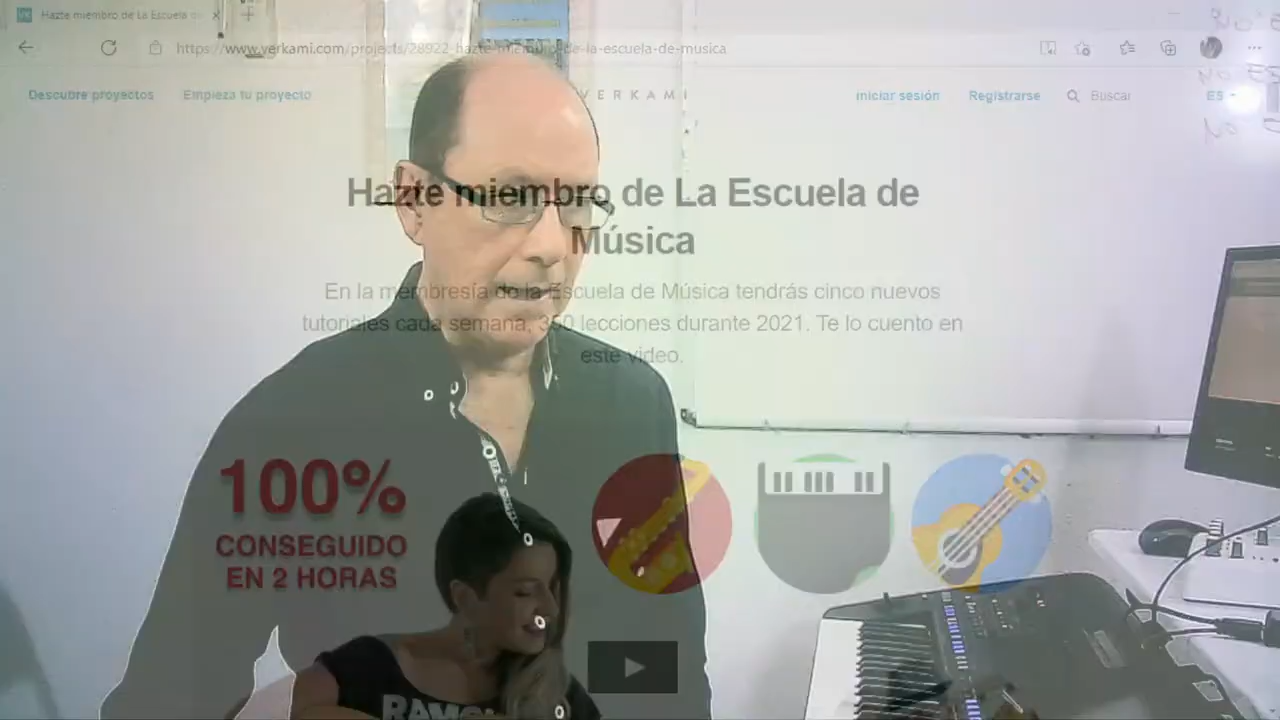 Hazte miembro de La Escuela de
https://www.verkami.com/projects/28922_hazte-miembro-de-la-escuela-de-musica
Descubre proyectos Empieza tu proyecto VERKAMI Iniciar sesión Registrarse Buscar ES
Hazte miembro de La Escuela de
Música
En la membresía de la Escuela de Música tendrás cinco nuevos
tutoriales cada semana, 350 lecciones durante 2021. Te lo cuento en
este video.
100%
CONSEGUIDO
EN 2 HORAS